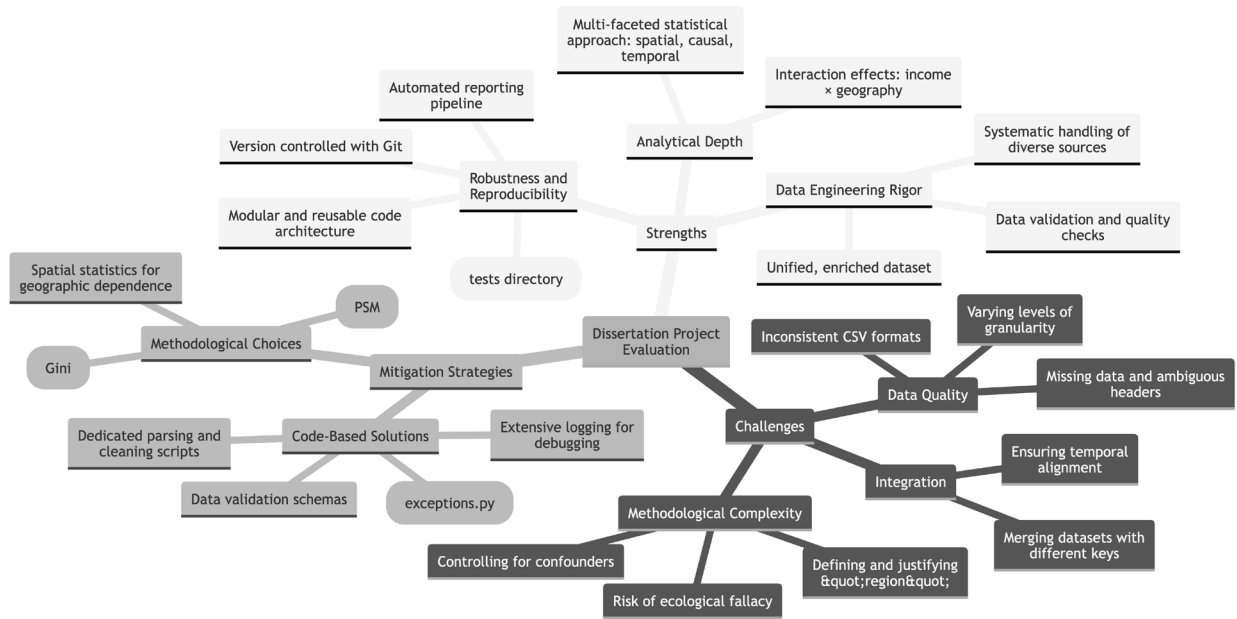 Multi-faceted statistical
approach: spatial, causal,
temporal
Interaction effects: income
× geography
Automated reporting
pipeline
Analytical Depth
Systematic handling of
diverse sources
Version controlled with Git
Robustness and
Reproducibility
Data Engineering Rigor
Modular and reusable code
architecture
Strengths
Data validation and quality
checks
Unified, enriched dataset
tests directory
Spatial statistics for
geographic dependence
PSM
Methodological Choices
Gini
Mitigation Strategies
Dissertation Project
Evaluation
Inconsistent CSV formats
Varying levels of
granularity
Data Quality
Missing data and ambiguous
headers
Challenges
Dedicated parsing and
cleaning scripts
Code-Based Solutions
Extensive logging for
debugging
Data validation schemas
exceptions.py
Ensuring temporal
alignment
Integration
Merging datasets with
different keys
Methodological Complexity
Controlling for confounders
Risk of ecological fallacy
Defining and justifying
&quot;region&quot;